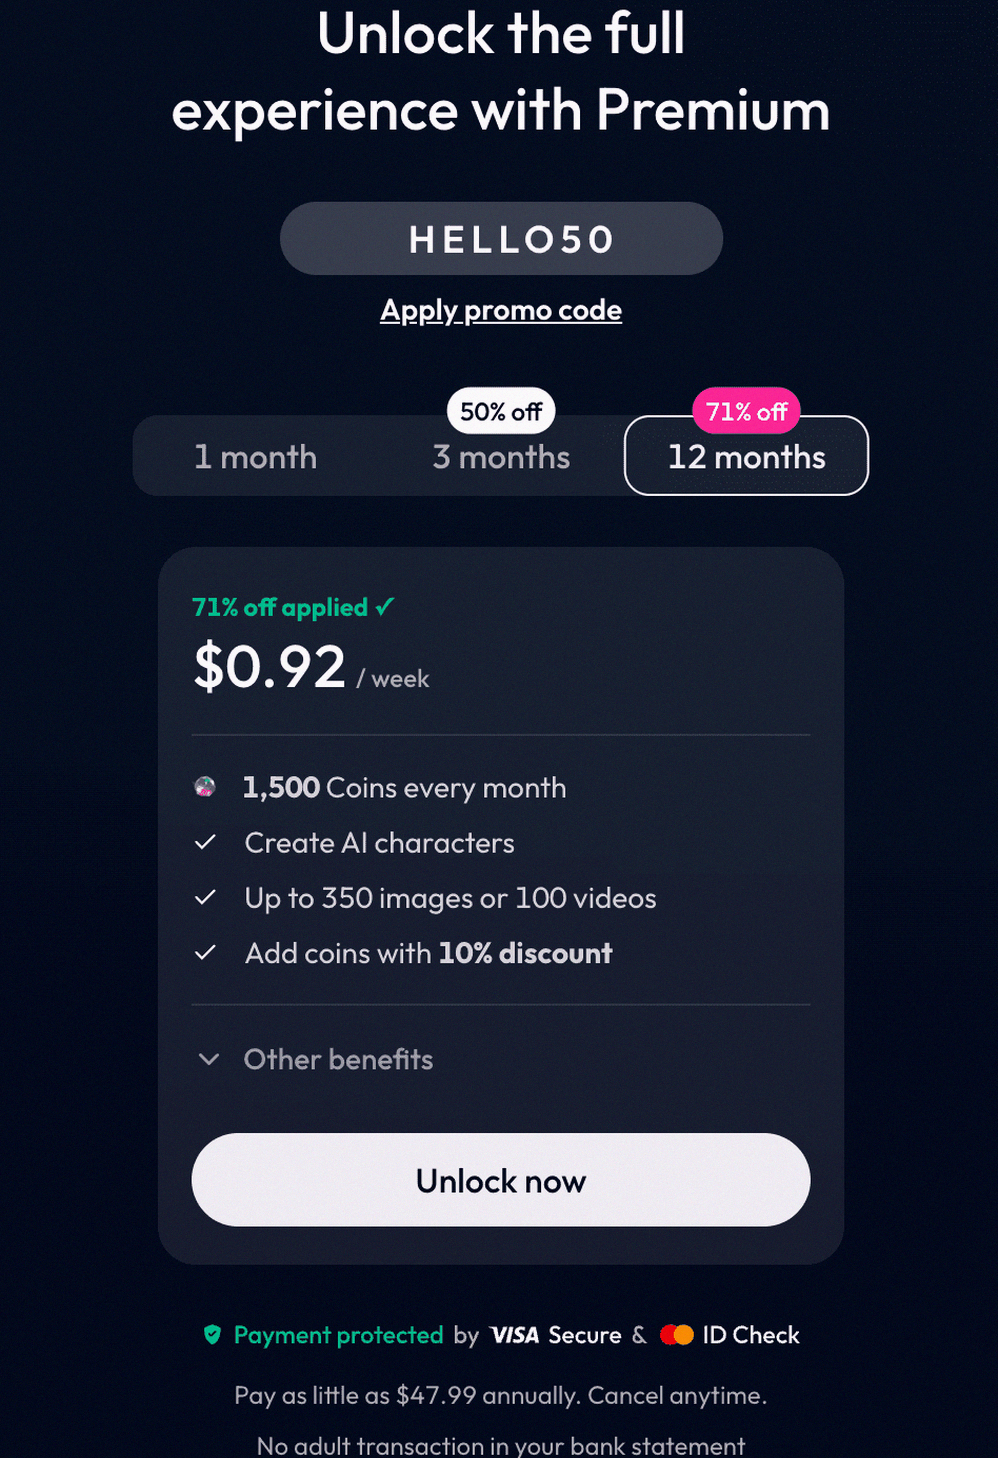 Unlock the full
experience with Premium
HELLO50
Apply promo code
50% off
71% off
1 month
3 months
12 months
71% off applied ✓
$0.92 / week
1,500 Coins every month
Create AI characters
Up to 350 images or 100 videos
Add coins with 10% discount
Other benefits
Unlock now
Payment protected by VISA Secure & ID Check
Pay as little as $47.99 annually. Cancel anytime.
No adult transaction in your bank statement